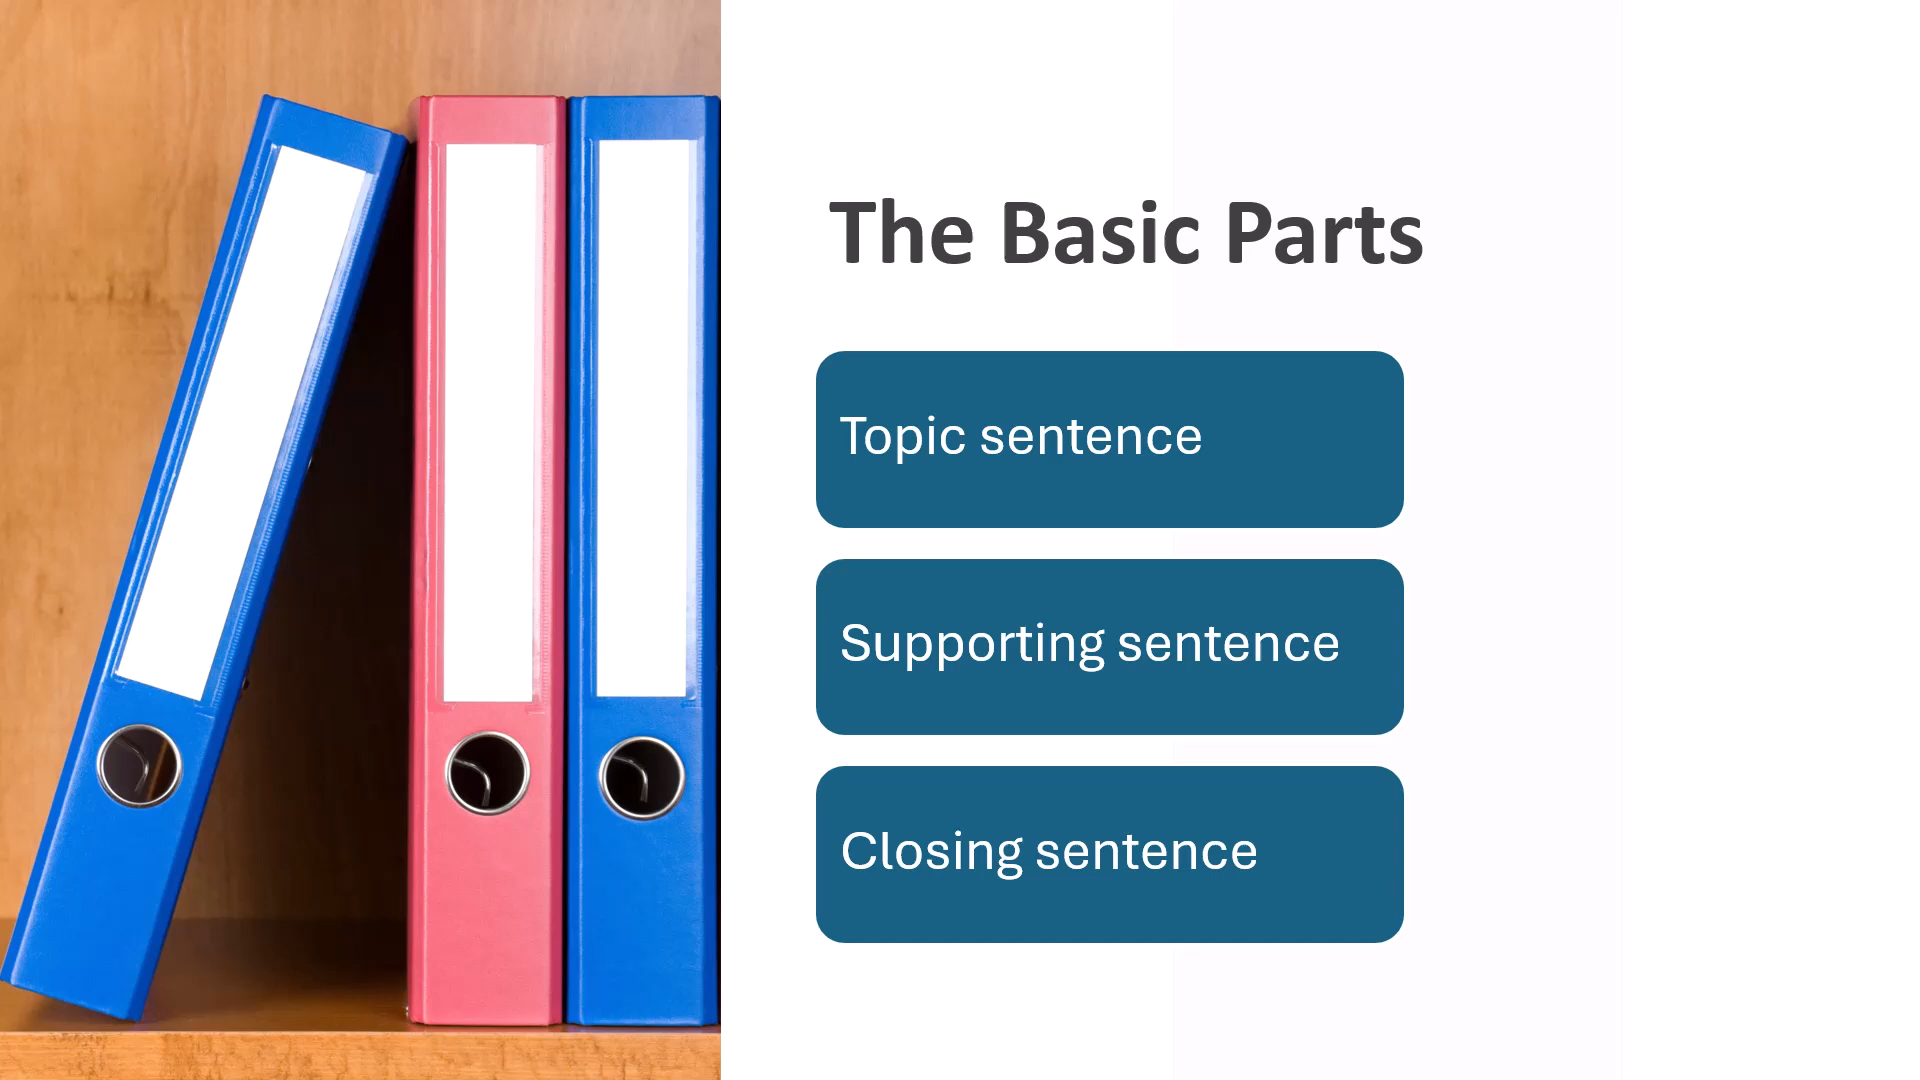 The Basic Parts
Topic sentence
Supporting sentence
Closing sentence